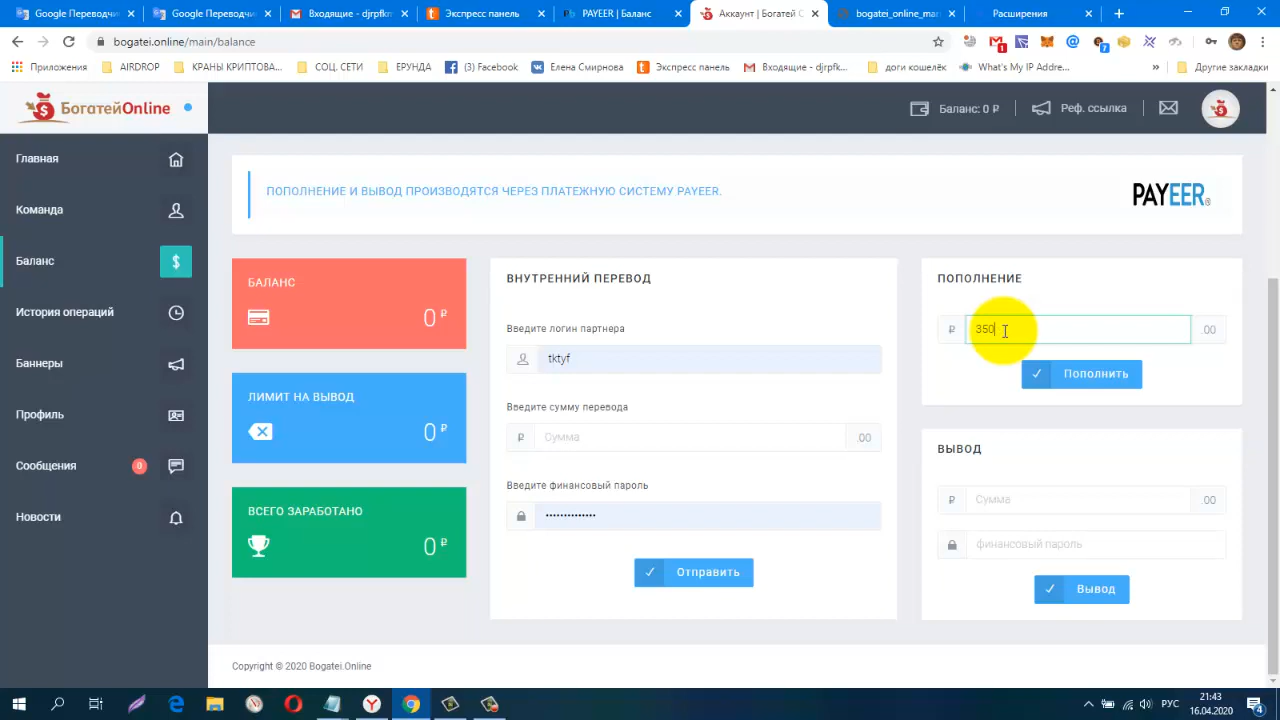 Google Переводчик
Google Переводчик
Входящие - djrpfkm
Экспресс панель
PAYEER | Баланс
Аккаунт | Богатей O
bogatei_online_mar
Расширения
bogatei.online/main/balance
Приложения
AIRDROP
КРАНЫ КРИПТОВА...
СОЦ. СЕТИ
ЕРУНДА
(3) Facebook
Елена Смирнова
Экспресс панель
Входящие - djrpfk...
доги кошелёк
What's My IP Addre...
»
Другие закладки
БогатейOnline
Баланс: 0 ₽
Реф. ссылка
Главная
Команда
Баланс
История операций
Баннеры
Профиль
Сообщения
0
Новости
ПОПОЛНЕНИЕ И ВЫВОД ПРОИЗВОДЯТСЯ ЧЕРЕЗ ПЛАТЕЖНУЮ СИСТЕМУ PAYEER.
PAYEER®
БАЛАНС
0 ₽
ЛИМИТ НА ВЫВОД
0 ₽
ВСЕГО ЗАРАБОТАНО
0 ₽
ВНУТРЕННИЙ ПЕРЕВОД
Введите логин партнера
tktyf
Введите сумму перевода
₽ Сумма .00
Введите финансовый пароль
••••••••••••••
Отправить
ПОПОЛНЕНИЕ
₽ 350 .00
Пополнить
ВЫВОД
₽ Сумма .00
финансовый пароль
Вывод
Copyright © 2020 Bogatei.Online
РУС
21:43
16.04.2020
4